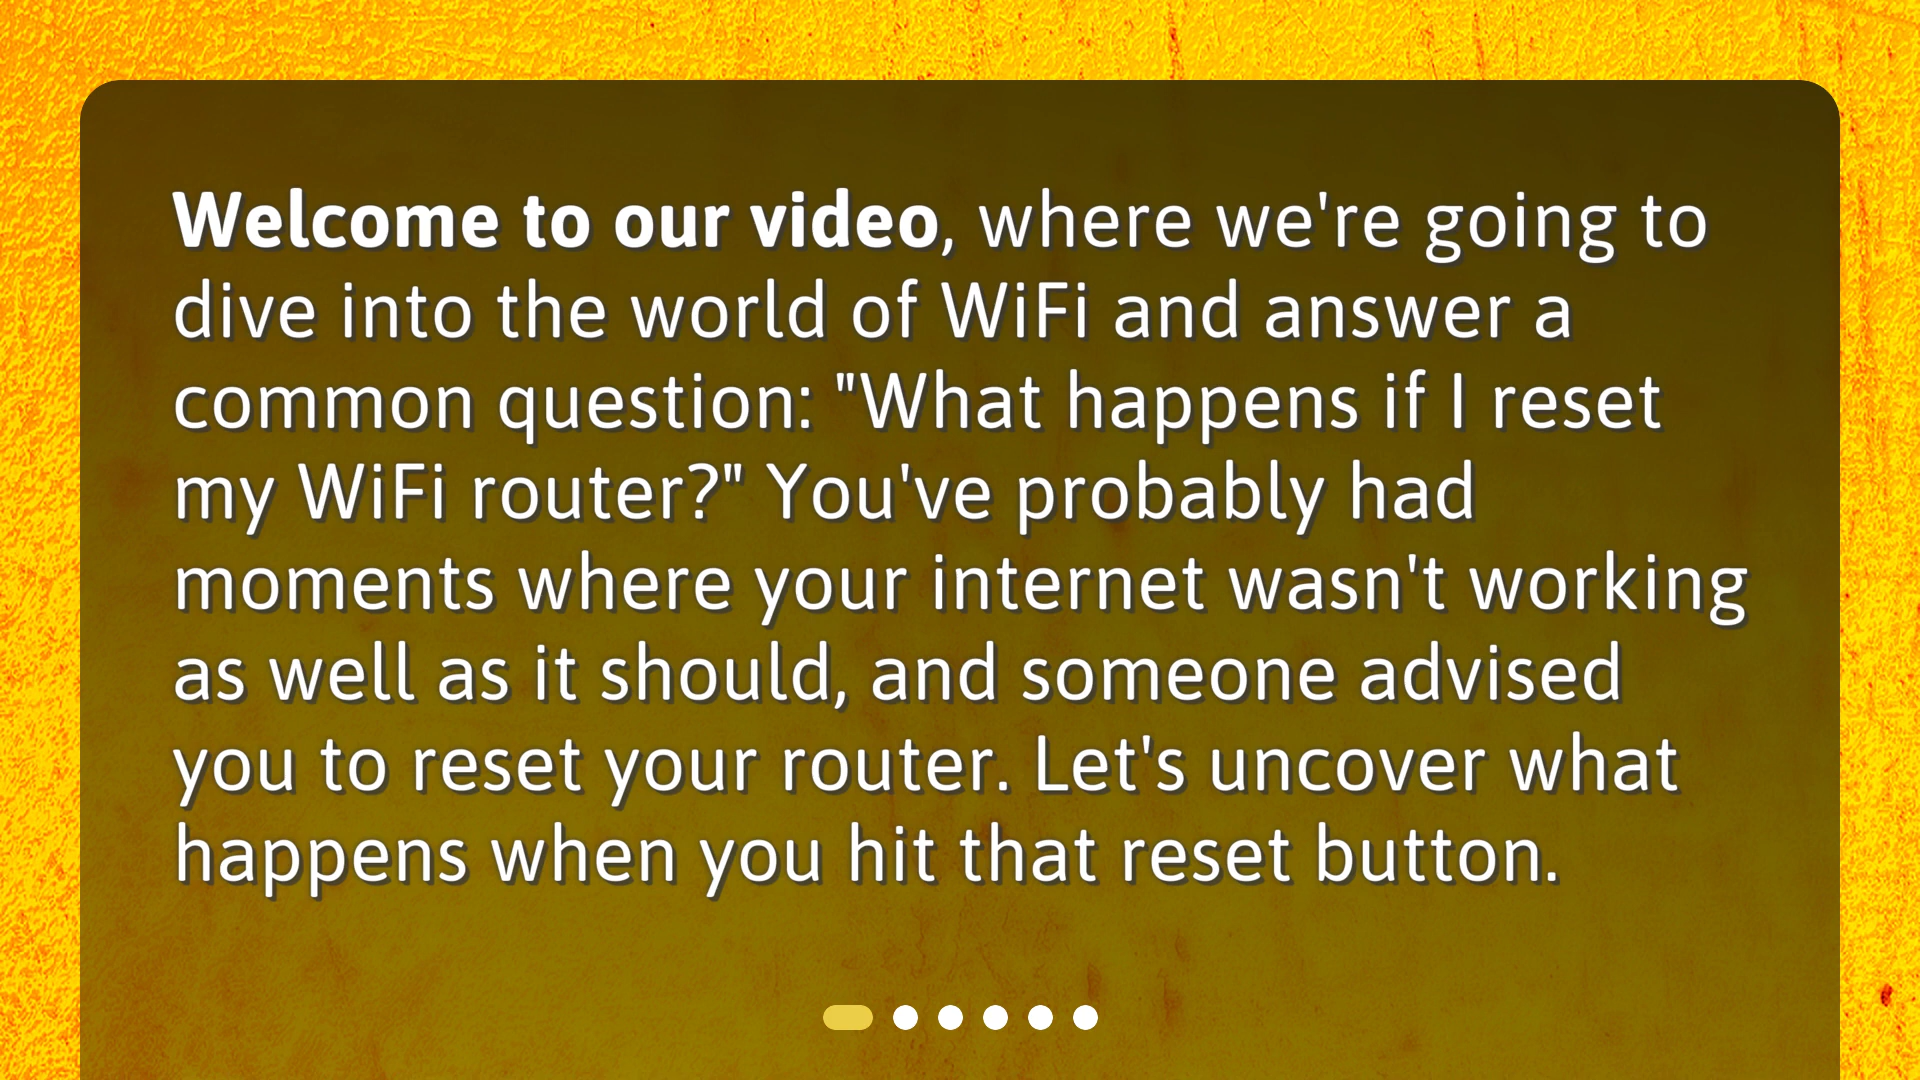 Welcome to our video, where we're going to
dive into the world of WiFi and answer a
common question: "What happens if I reset
my WiFi router?" You've probably had
moments where your internet wasn't working
as well as it should, and someone advised
you to reset your router. Let's uncover what
happens when you hit that reset button.